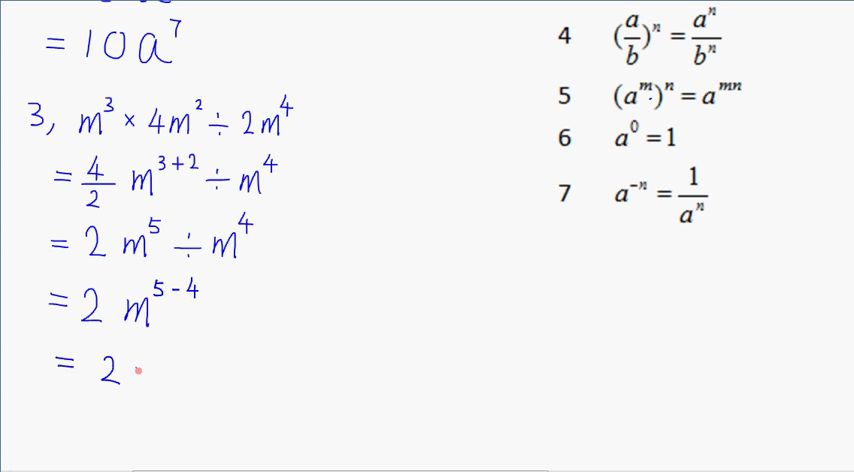 = 10a⁷
3, m³ × 4m² ÷ 2m⁴
= 4/2 m³⁺² ÷ m⁴
= 2 m⁵ ÷ m⁴
= 2 m⁵⁻⁴
= 2
4 (a/b)ⁿ = aⁿ/bⁿ
5 (aᵐ)ⁿ = aᵐⁿ
6 a⁰ = 1
7 a⁻ⁿ = 1/aⁿ